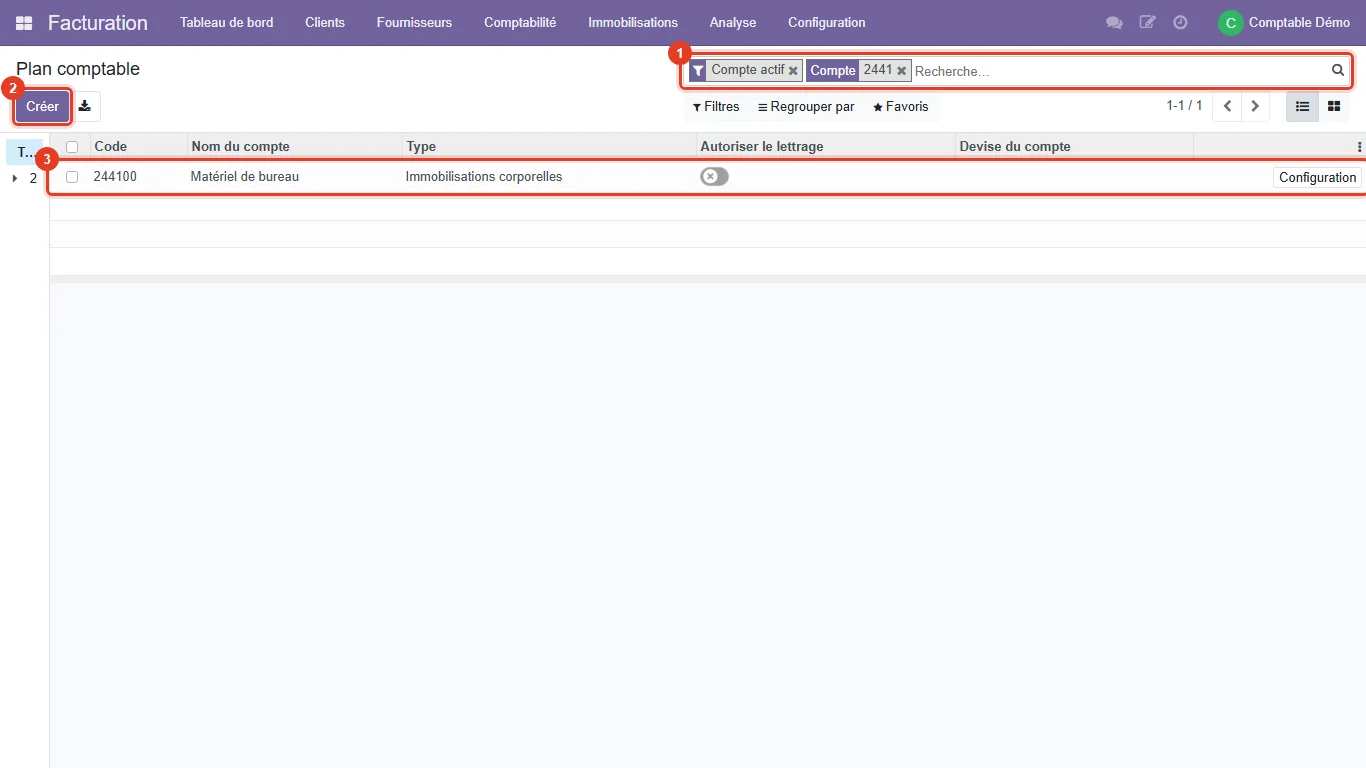 Facturation Tableau de bord Clients Fournisseurs Comptabilité Immobilisations Analyse Configuration C Comptable Démo
1
Plan comptable Compte actif Compte 2441 Recherche...
2
Créer Filtres Regrouper par Favoris 1-1 / 1
T... Code Nom du compte Type Autoriser le lettrage Devise du compte
3
2 244100 Matériel de bureau Immobilisations corporelles Configuration